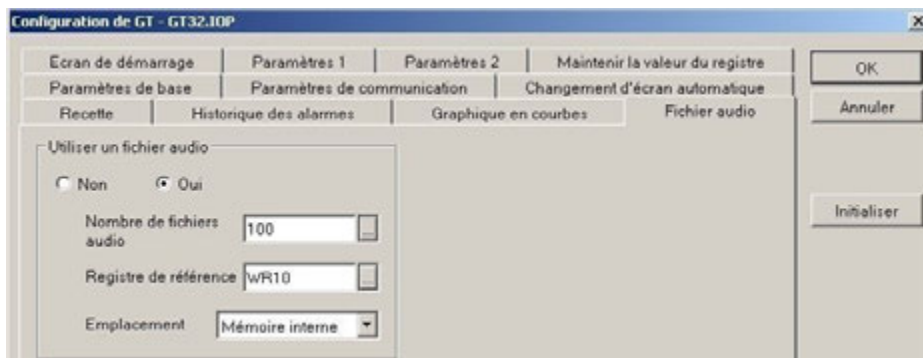 Configuration de GT - GT32.IOP
Ecran de démarrage Paramètres 1 Paramètres 2 Maintenir la valeur du registre
OK
Paramètres de base Paramètres de communication Changement d'écran automatique
Recette Historique des alarmes Graphique en courbes Fichier audio
Annuler
Utiliser un fichier audio
Non Oui
Initialiser
Nombre de fichiers
audio
100 ...
Registre de référence WR10 ...
Emplacement Mémoire interne